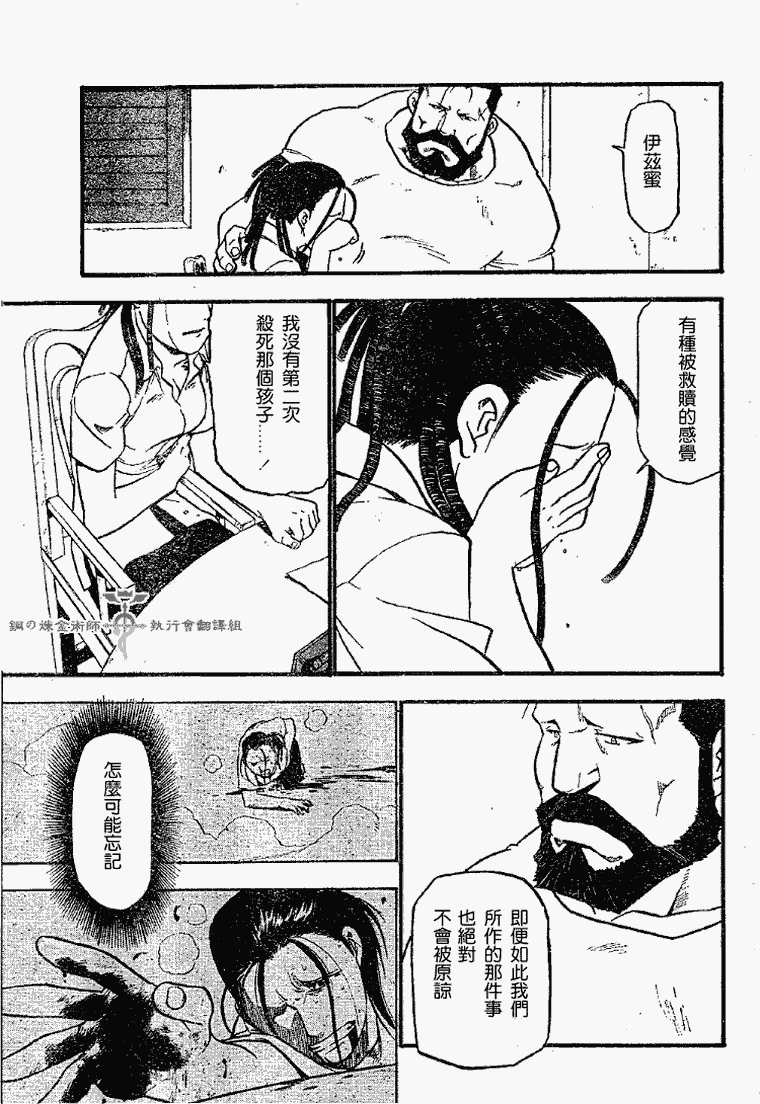 伊茲蜜
有種被救贖的感覺
我沒有第二次
殺死那個孩子……
鋼の煉金術師 執行會翻譯組
即便如此我們
所作的那件事
也絕對
不會被原諒
怎麼可能忘記